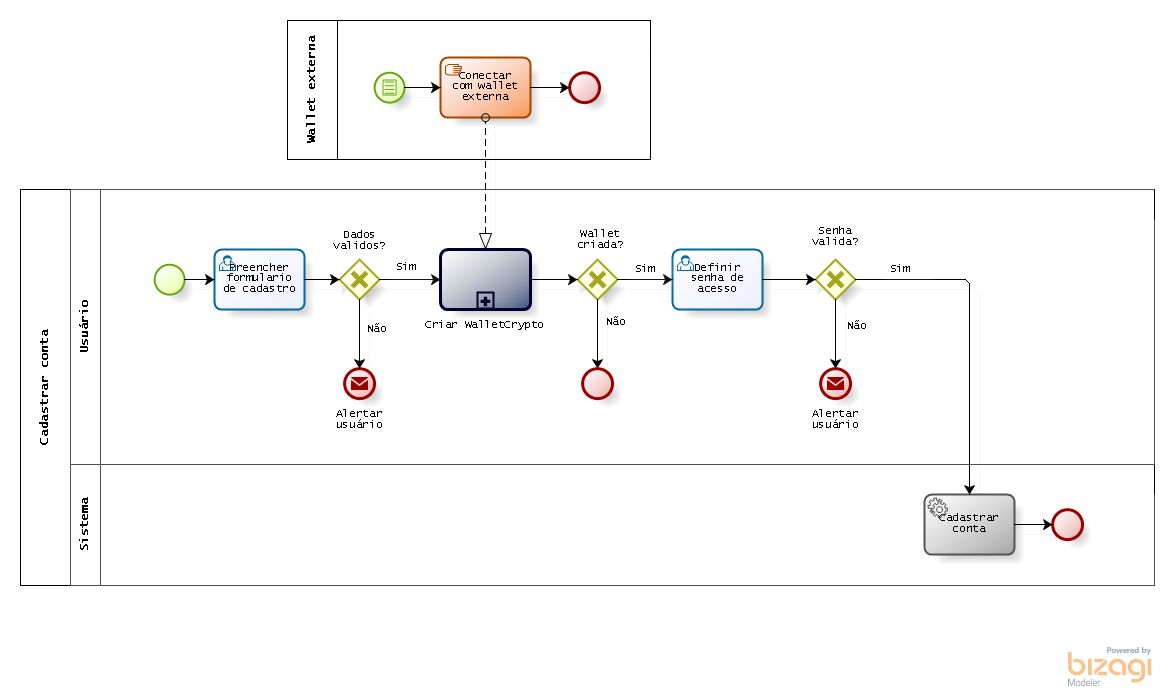 Wallet externa
Conectar
com wallet
externa
Cadastrar conta
Usuário
Preencher
formulario
de cadastro
Dados
validos?
Sim
Não
Alertar
usuário
Criar WalletCrypto
Wallet
criada?
Sim
Não
Definir
senha de
acesso
Senha
valida?
Sim
Não
Alertar
usuário
Sistema
Cadastrar
conta
Powered by
bizagi
Modeler